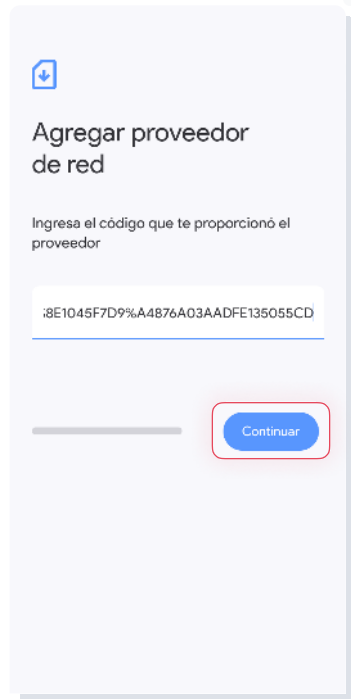 Agregar proveedor
de red
Ingresa el código que te proporcionó el
proveedor
8E1045F7D9%A4876A03AADFE135055CD
Continuar